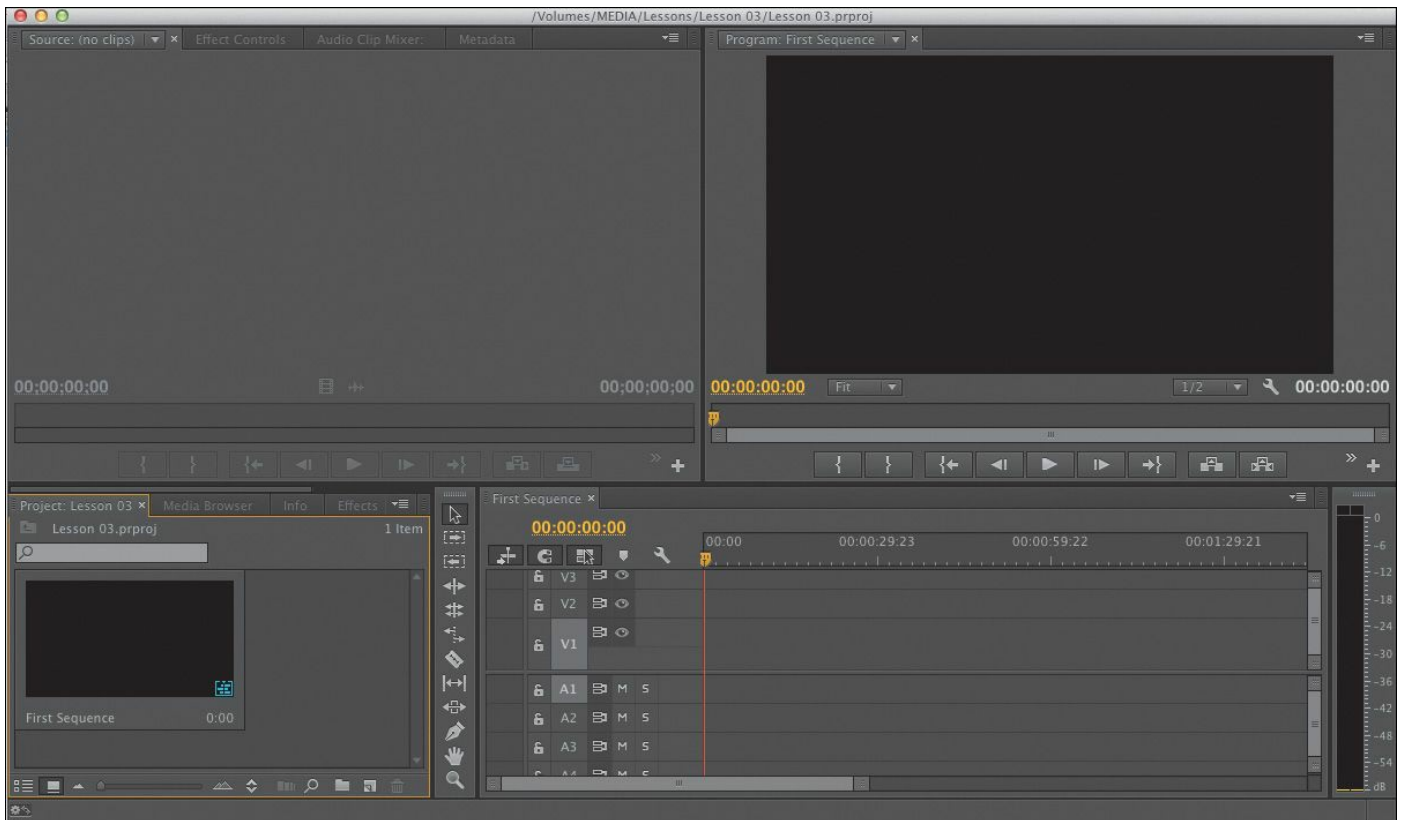 /Volumes/MEDIA/Lessons/Lesson 03/Lesson 03.prproj
Source: (no clips) Effect Controls Audio Clip Mixer: Metadata
Program: First Sequence
00;00;00;00
00;00;00;00
00:00:00:00 Fit 1/2 00:00:00:00
Project: Lesson 03 Media Browser Info Effects
Lesson 03.prproj 1 Item
First Sequence 0:00
First Sequence
00:00:00:00
00:00 00:00:29:23 00:00:59:22 00:01:29:21
V3
V2
V1
A1 M S
A2 M S
A3 M S
A4 M S
0
-6
-12
-18
-24
-30
-36
-42
-48
-54
dB